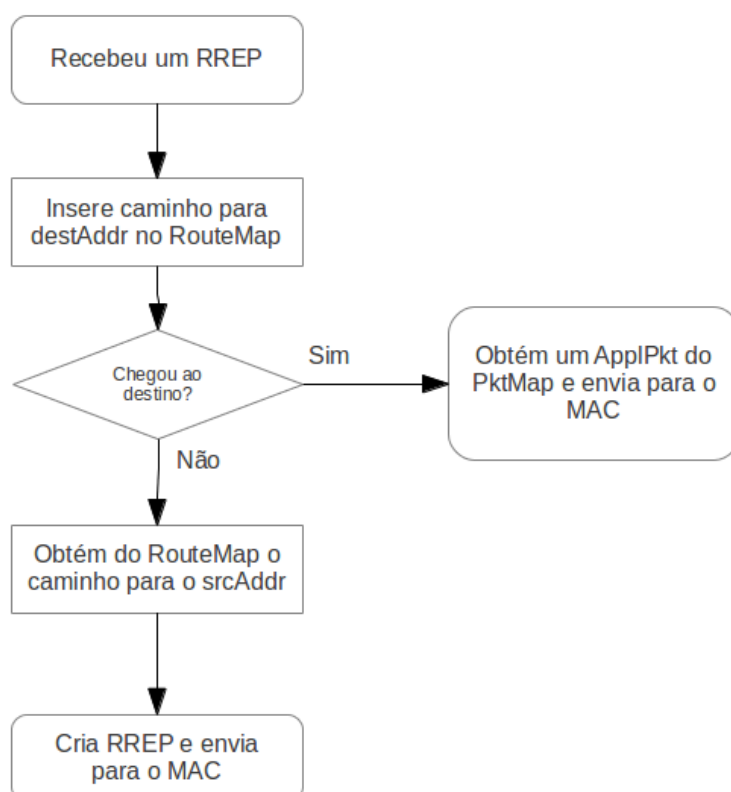 Recebeu um RREP
Insere caminho para
destAddr no RouteMap
Chegou ao
destino?
Sim
Obtém um ApplPkt do
PktMap e envia para o
MAC
Não
Obtém do RouteMap o
caminho para o srcAddr
Cria RREP e envia
para o MAC